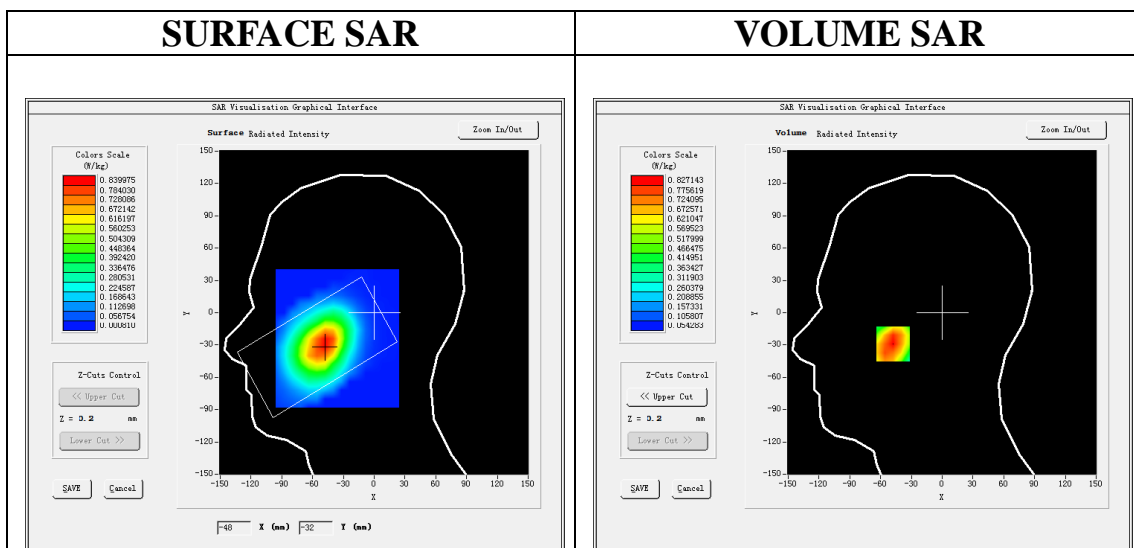 SURFACE SAR
VOLUME SAR
SAR Visualisation Graphical Interface
Surface Radiated Intensity
Zoom In/Out
Colors Scale
(W/kg)
0.839975
0.784030
0.728086
0.672142
0.616197
0.560253
0.504309
0.448364
0.392420
0.336476
0.280531
0.224587
0.168643
0.112698
0.056754
0.000810
150
120
90
60
30
0
-30
-60
-90
-120
-150
Y
-150 -120 -90 -60 -30 0 30 60 90 120 150
X
Z-Cuts Control
<< Upper Cut
Z = 0.2 mm
Lower Cut >>
SAVE Cancel
-48 X (mm) -32 Y (mm)
SAR Visualisation Graphical Interface
Volume Radiated Intensity
Zoom In/Out
Colors Scale
(W/kg)
0.827143
0.775619
0.724095
0.672571
0.621047
0.569523
0.517999
0.466475
0.414951
0.363427
0.311903
0.260379
0.208855
0.157331
0.105807
0.054283
150
120
90
60
30
0
-30
-60
-90
-120
-150
Y
-150 -120 -90 -60 -30 0 30 60 90 120 150
X
Z-Cuts Control
<< Upper Cut
Z = 0.2 mm
Lower Cut >>
SAVE Cancel